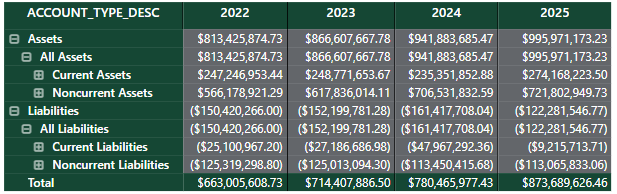 ACCOUNT_TYPE_DESC 2022 2023 2024 2025
Assets $813,425,874.73 $866,607,667.78 $941,883,685.47 $995,971,173.23
All Assets $813,425,874.73 $866,607,667.78 $941,883,685.47 $995,971,173.23
Current Assets $247,246,953.44 $248,771,653.67 $235,351,852.88 $274,168,223.50
Noncurrent Assets $566,178,921.29 $617,836,014.11 $706,531,832.59 $721,802,949.73
Liabilities ($150,420,266.00) ($152,199,781.28) ($161,417,708.04) ($122,281,546.77)
All Liabilities ($150,420,266.00) ($152,199,781.28) ($161,417,708.04) ($122,281,546.77)
Current Liabilities ($25,100,967.20) ($27,186,686.98) ($47,967,292.36) ($9,215,713.71)
Noncurrent Liabilities ($125,319,298.80) ($125,013,094.30) ($113,450,415.68) ($113,065,833.06)
Total $663,005,608.73 $714,407,886.50 $780,465,977.43 $873,689,626.46